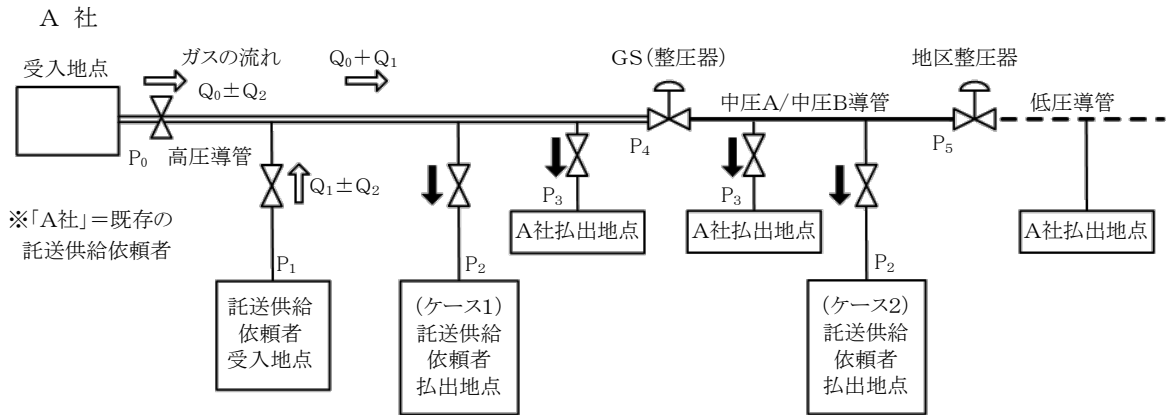 A 社
受入地点
ガスの流れ
Q₀±Q₂
Q₀+Q₁
GS(整圧器)
地区整圧器
中圧A/中圧B導管
低圧導管
P₀
高圧導管
P₄
P₅
Q₁±Q₂
P₃
P₃
A社払出地点
A社払出地点
A社払出地点
※「A社」=既存の
託送供給依頼者
P₁
P₂
P₂
託送供給
依頼者
受入地点
(ケース1)
託送供給
依頼者
払出地点
(ケース2)
託送供給
依頼者
払出地点